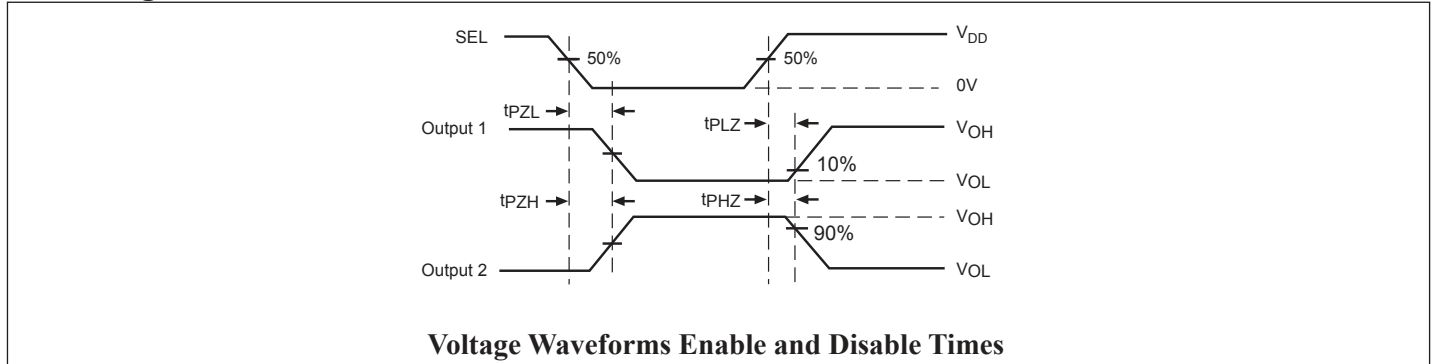 SEL
50%
50%
VDD
0V
tPZL
tPLZ
Output 1
VOH
10%
VOL
tPZH
tPHZ
VOH
90%
Output 2
VOL
Voltage Waveforms Enable and Disable Times